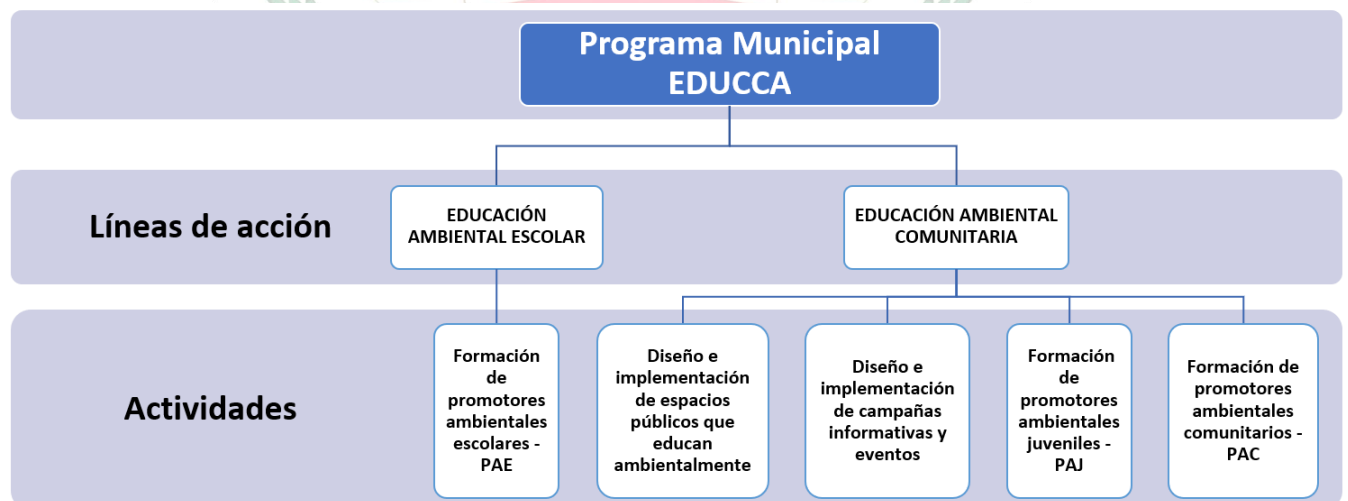 Programa Municipal
EDUCCA
Líneas de acción
EDUCACIÓN
AMBIENTAL ESCOLAR
EDUCACIÓN AMBIENTAL
COMUNITARIA
Actividades
Formación
de
promotores
ambientales
escolares -
PAE
Diseño e
implementación
de espacios
públicos que
educan
ambientalmente
Diseño e
implementación
de campañas
informativas y
eventos
Formación
de
promotores
ambientales
juveniles -
PAJ
Formación de
promotores
ambientales
comunitarios -
PAC